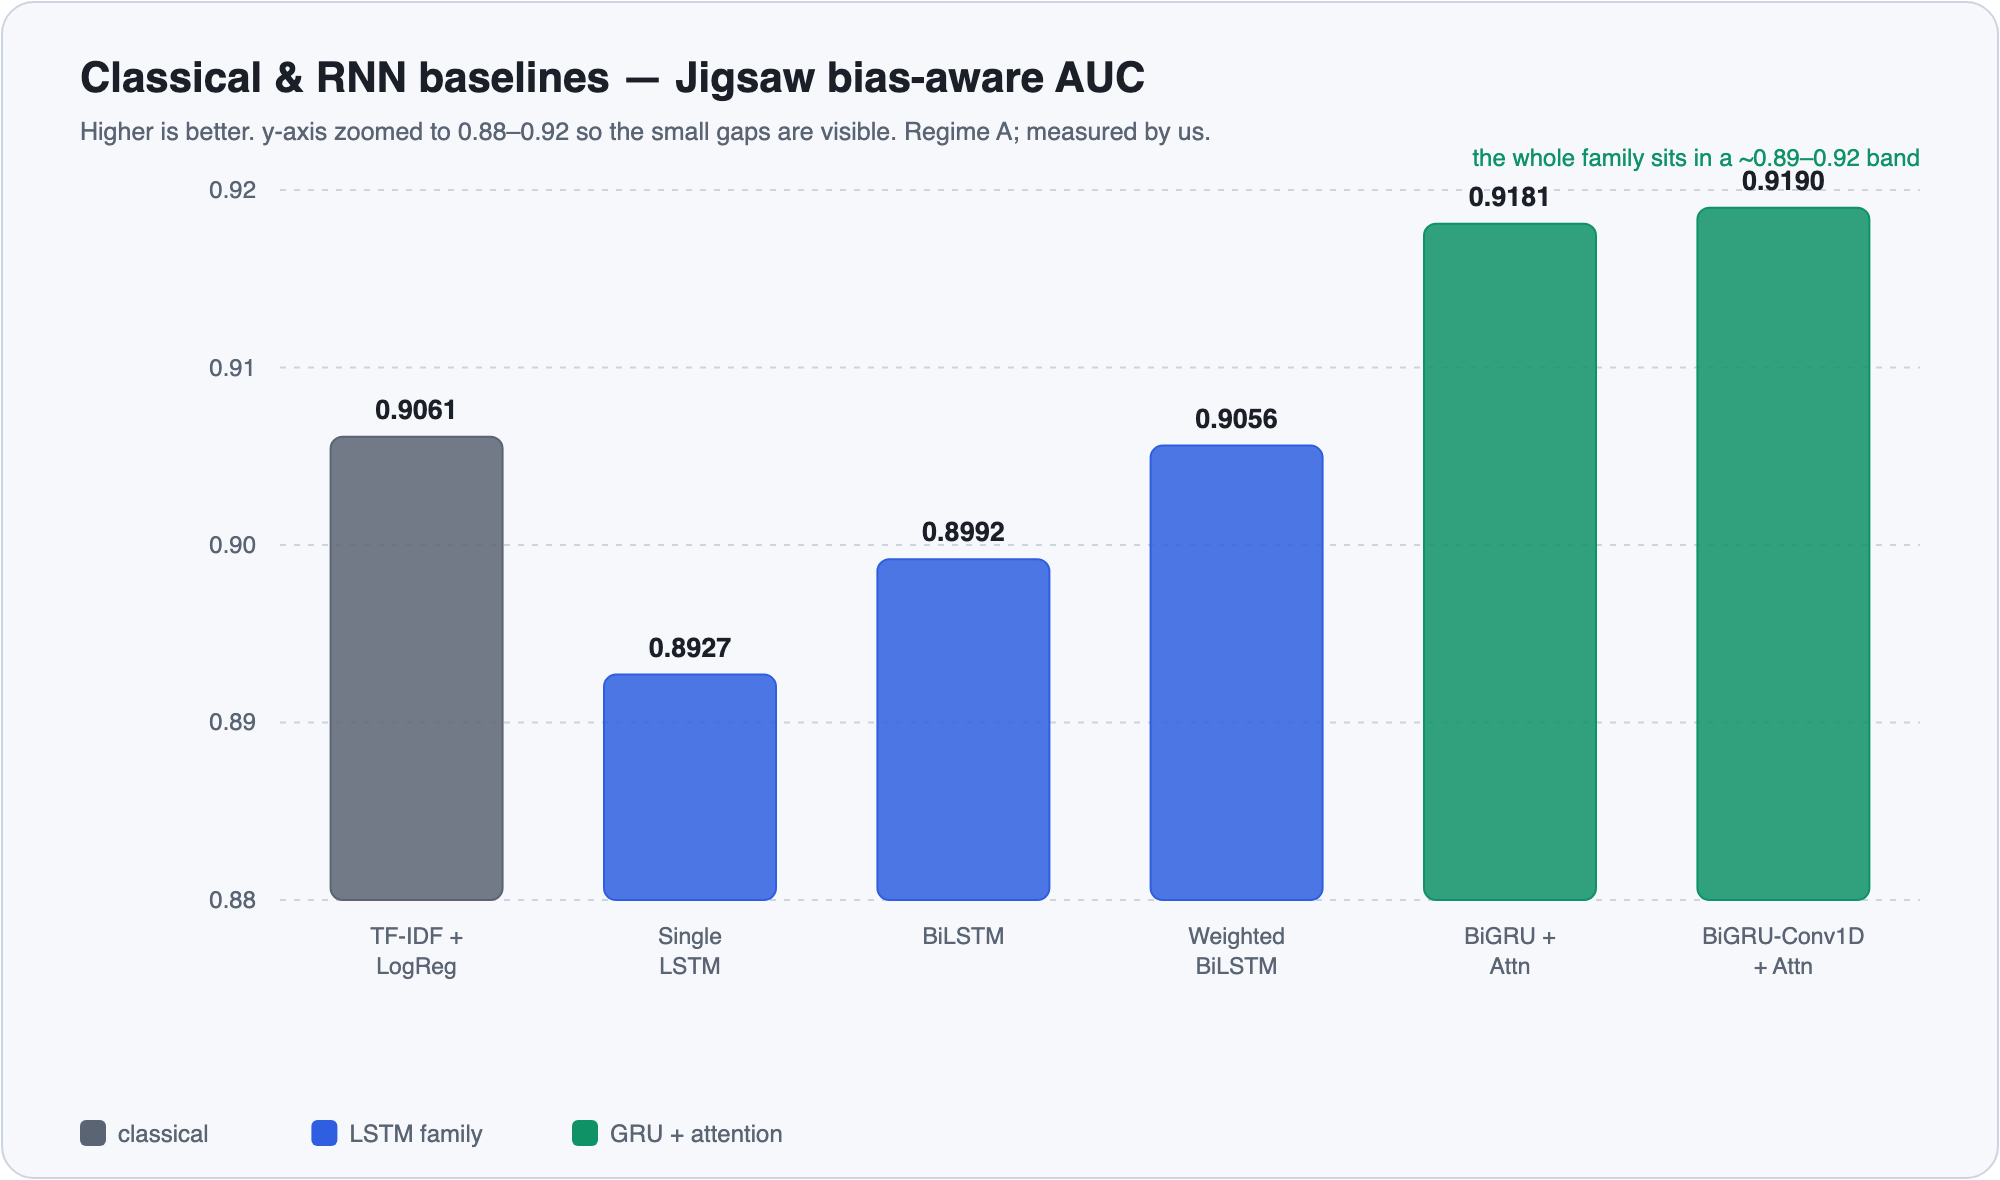 Classical & RNN baselines — Jigsaw bias-aware AUC
Higher is better. y-axis zoomed to 0.88–0.92 so the small gaps are visible. Regime A; measured by us.
the whole family sits in a ~0.89–0.92 band
0.92
0.9181
0.9190
0.91
0.9061
0.9056
0.90
0.8992
0.8927
0.89
0.88
TF-IDF +
LogReg
Single
LSTM
BiLSTM
Weighted
BiLSTM
BiGRU +
Attn
BiGRU-Conv1D
+ Attn
classical
LSTM family
GRU + attention